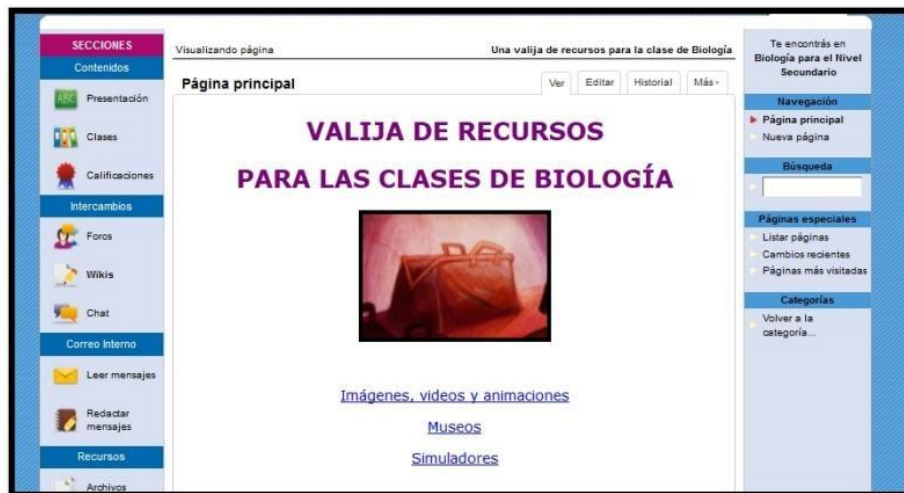 SECCIONES
Contenidos
ABC
Presentación
Clases
Calificaciones
Intercambios
Foros
Wikis
Chat
Correo Interno
Leer mensajes
Redactar
mensajes
Recursos
Archivos
Visualizando página
Una valija de recursos para la clase de Biología
Página principal
Ver
Editar
Historial
Más
VALIJA DE RECURSOS
PARA LAS CLASES DE BIOLOGÍA
Imágenes, videos y animaciones
Museos
Simuladores
Te encontrás en
Biología para el Nivel
Secundario
Navegación
Página principal
Nueva página
Búsqueda
Páginas especiales
Listar páginas
Cambios recientes
Páginas más visitadas
Categorías
Volver a la
categoría...